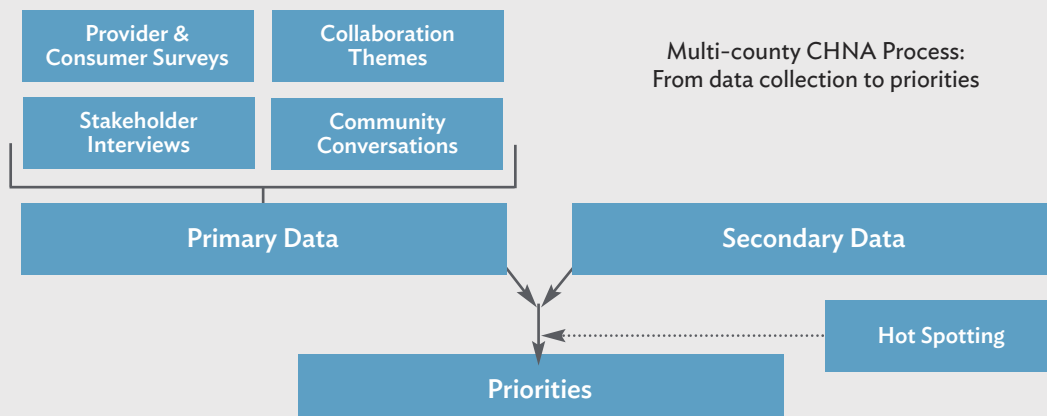 Provider &
Consumer Surveys
Collaboration
Themes
Multi-county CHNA Process:
From data collection to priorities
Stakeholder
Interviews
Community
Conversations
Primary Data
Secondary Data
Hot Spotting
Priorities